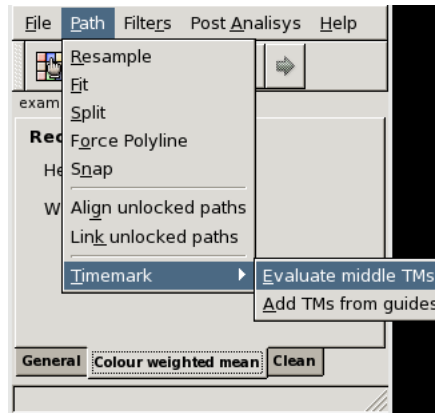 File Path Filters Post Analisys Help
Resample
exam
Fit
Split
Rec
Force Polyline
He
Snap
W
Align unlocked paths
Link unlocked paths
Timemark
Evaluate middle TMs
Add TMs from guides
General Colour weighted mean Clean